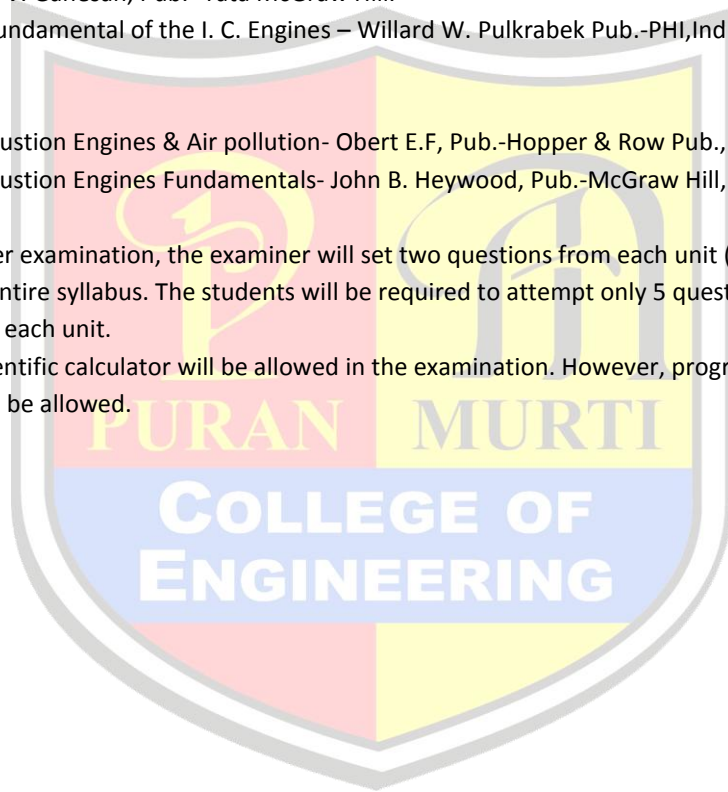 V. Ganesan, Pub.- Tata McGraw Hill.
undamental of the I. C. Engines – Willard W. Pulkrabek Pub.-PHI,Ind
ustion Engines & Air pollution- Obert E.F, Pub.-Hopper & Row Pub.,
ustion Engines Fundamentals- John B. Heywood, Pub.-McGraw Hill,
er examination, the examiner will set two questions from each unit (
entire syllabus. The students will be required to attempt only 5 quest
each unit.
entific calculator will be allowed in the examination. However, progr
be allowed.
PURAN MURTI
COLLEGE OF
ENGINEERING